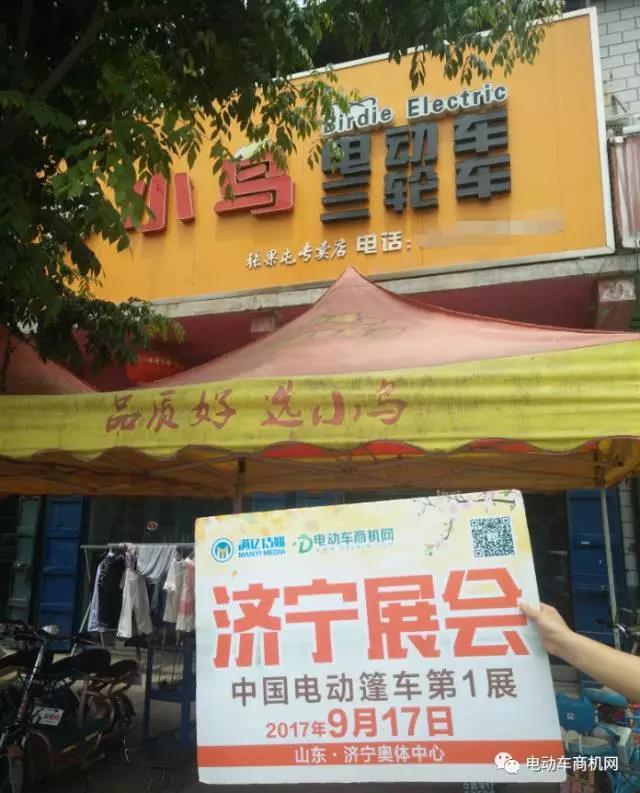 Birdie Electric
小鸟 电动车
三轮车
张果屯专卖店 电话:
品质好 选小鸟
满亿传媒
MANYI MEDIA
电动车商机网
济宁展会
中国电动篷车第1展
2017年9月17日
山东·济宁奥体中心
电动车商机网